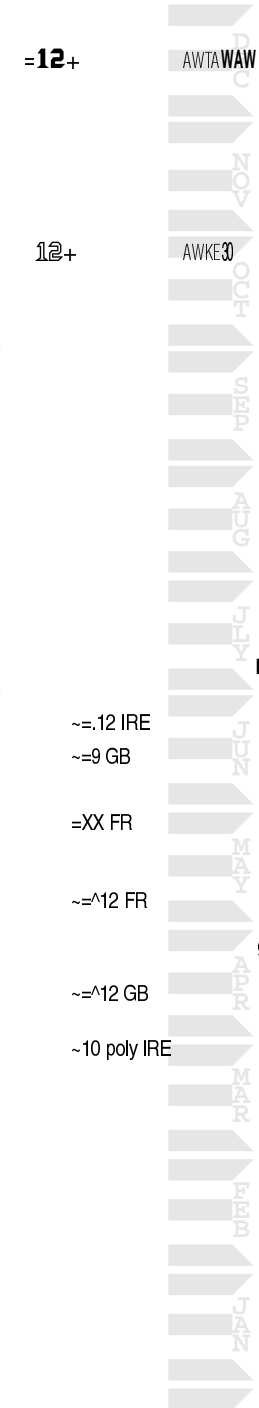 =12+ AWTAWAW
DEC
NOV
12+ AWKE30
OCT
SEP
AUG
JLY
~=.12 IRE
JUN
~=9 GB
=XX FR
MAY
~=^12 FR
APR
~=^12 GB
~10 poly IRE
MAR
FEB
JAN